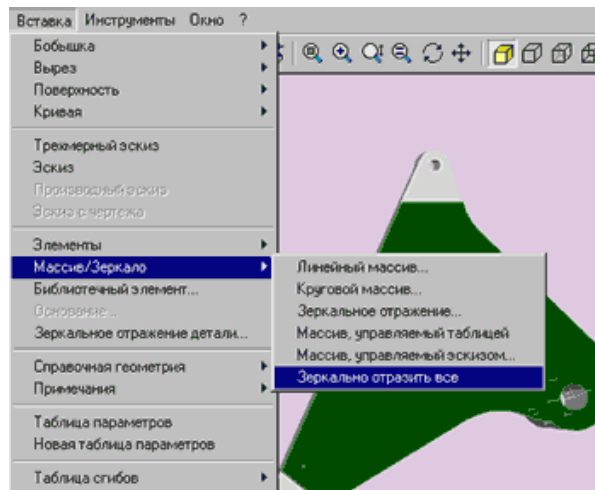 Вставка Инструменты Окно ?
Бобышка
Вырез
Поверхность
Кривая
Трехмерный эскиз
Эскиз
Производный эскиз
Эскиз с чертежа
Элементы
Массив/Зеркало
Линейный массив...
Круговой массив...
Зеркальное отражение...
Массив, управляемый таблицей
Массив, управляемый эскизом...
Зеркально отразить все
Библиотечный элемент...
Основание...
Зеркальное отражение детали...
Справочная геометрия
Примечания
Таблица параметров
Новая таблица параметров
Таблица сгибов